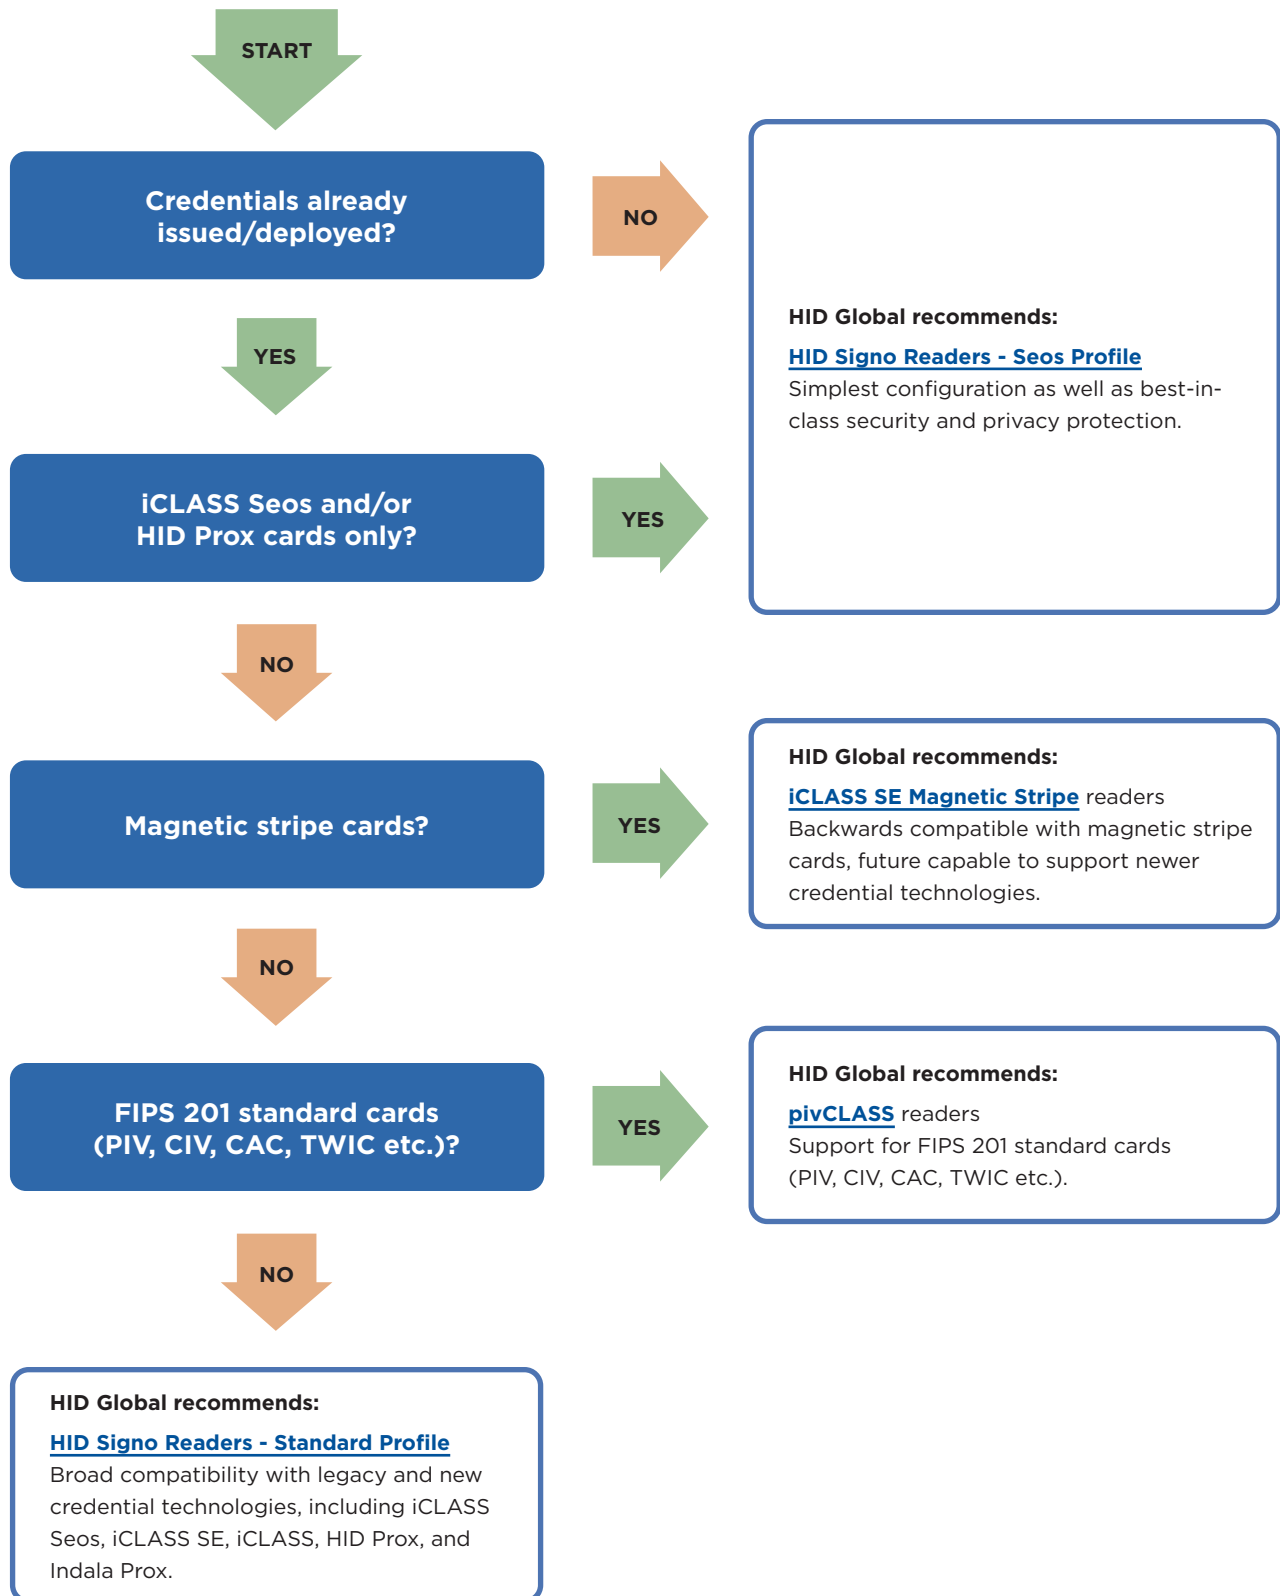 START
Credentials already
issued/deployed?
NO
HID Global recommends:
HID Signo Readers - Seos Profile
Simplest configuration as well as best-in-
class security and privacy protection.
YES
iCLASS Seos and/or
HID Prox cards only?
YES
NO
Magnetic stripe cards?
YES
HID Global recommends:
iCLASS SE Magnetic Stripe readers
Backwards compatible with magnetic stripe
cards, future capable to support newer
credential technologies.
NO
FIPS 201 standard cards
(PIV, CIV, CAC, TWIC etc.)?
YES
HID Global recommends:
pivCLASS readers
Support for FIPS 201 standard cards
(PIV, CIV, CAC, TWIC etc.).
NO
HID Global recommends:
HID Signo Readers - Standard Profile
Broad compatibility with legacy and new
credential technologies, including iCLASS
Seos, iCLASS SE, iCLASS, HID Prox, and
Indala Prox.